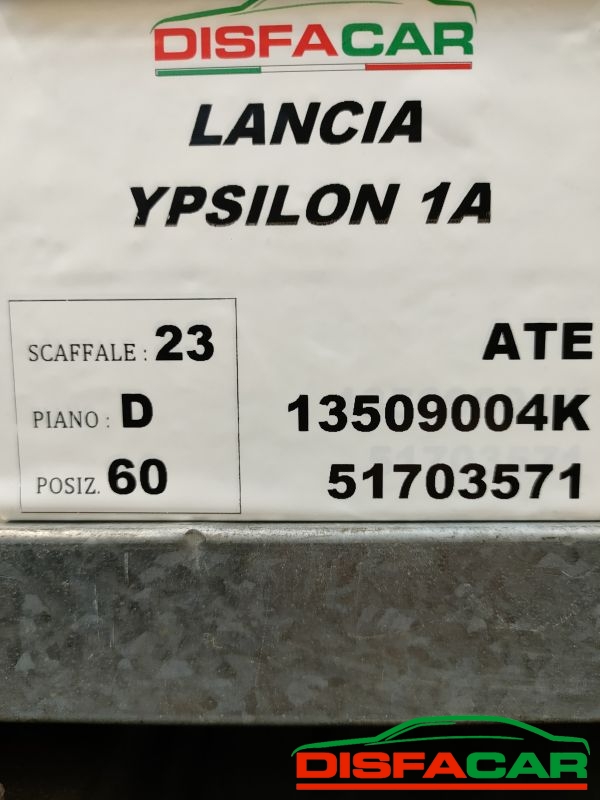 DISFACAR
LANCIA
YPSILON 1A
SCAFFALE : 23
PIANO : D
POSIZ. 60
ATE
13509004K
51703571
DISFACAR